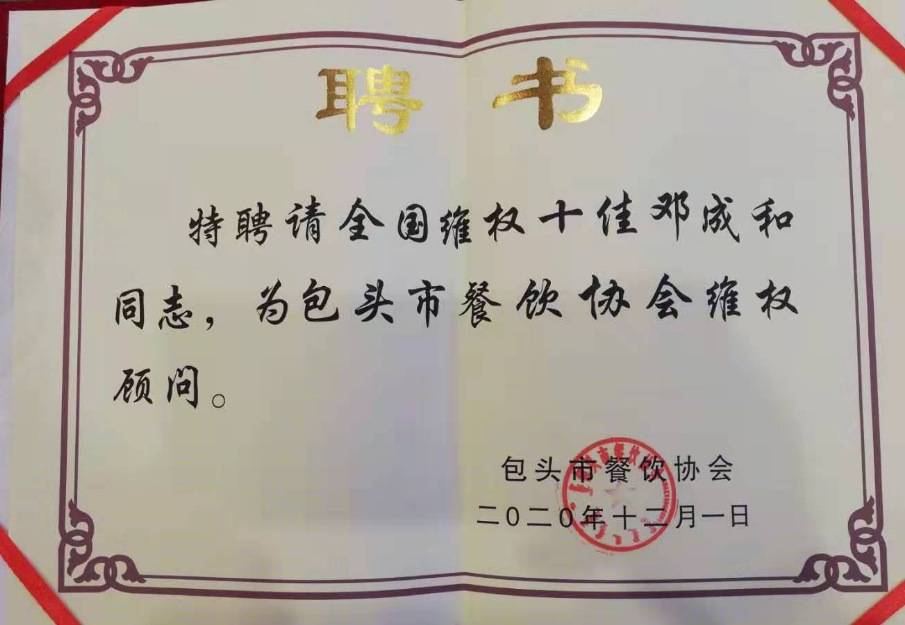 聘书
特聘请全国维权十佳邓成和
同志，为包头市餐饮协会维权
顾问。
包头市餐饮协会
二〇二〇年十二月一日